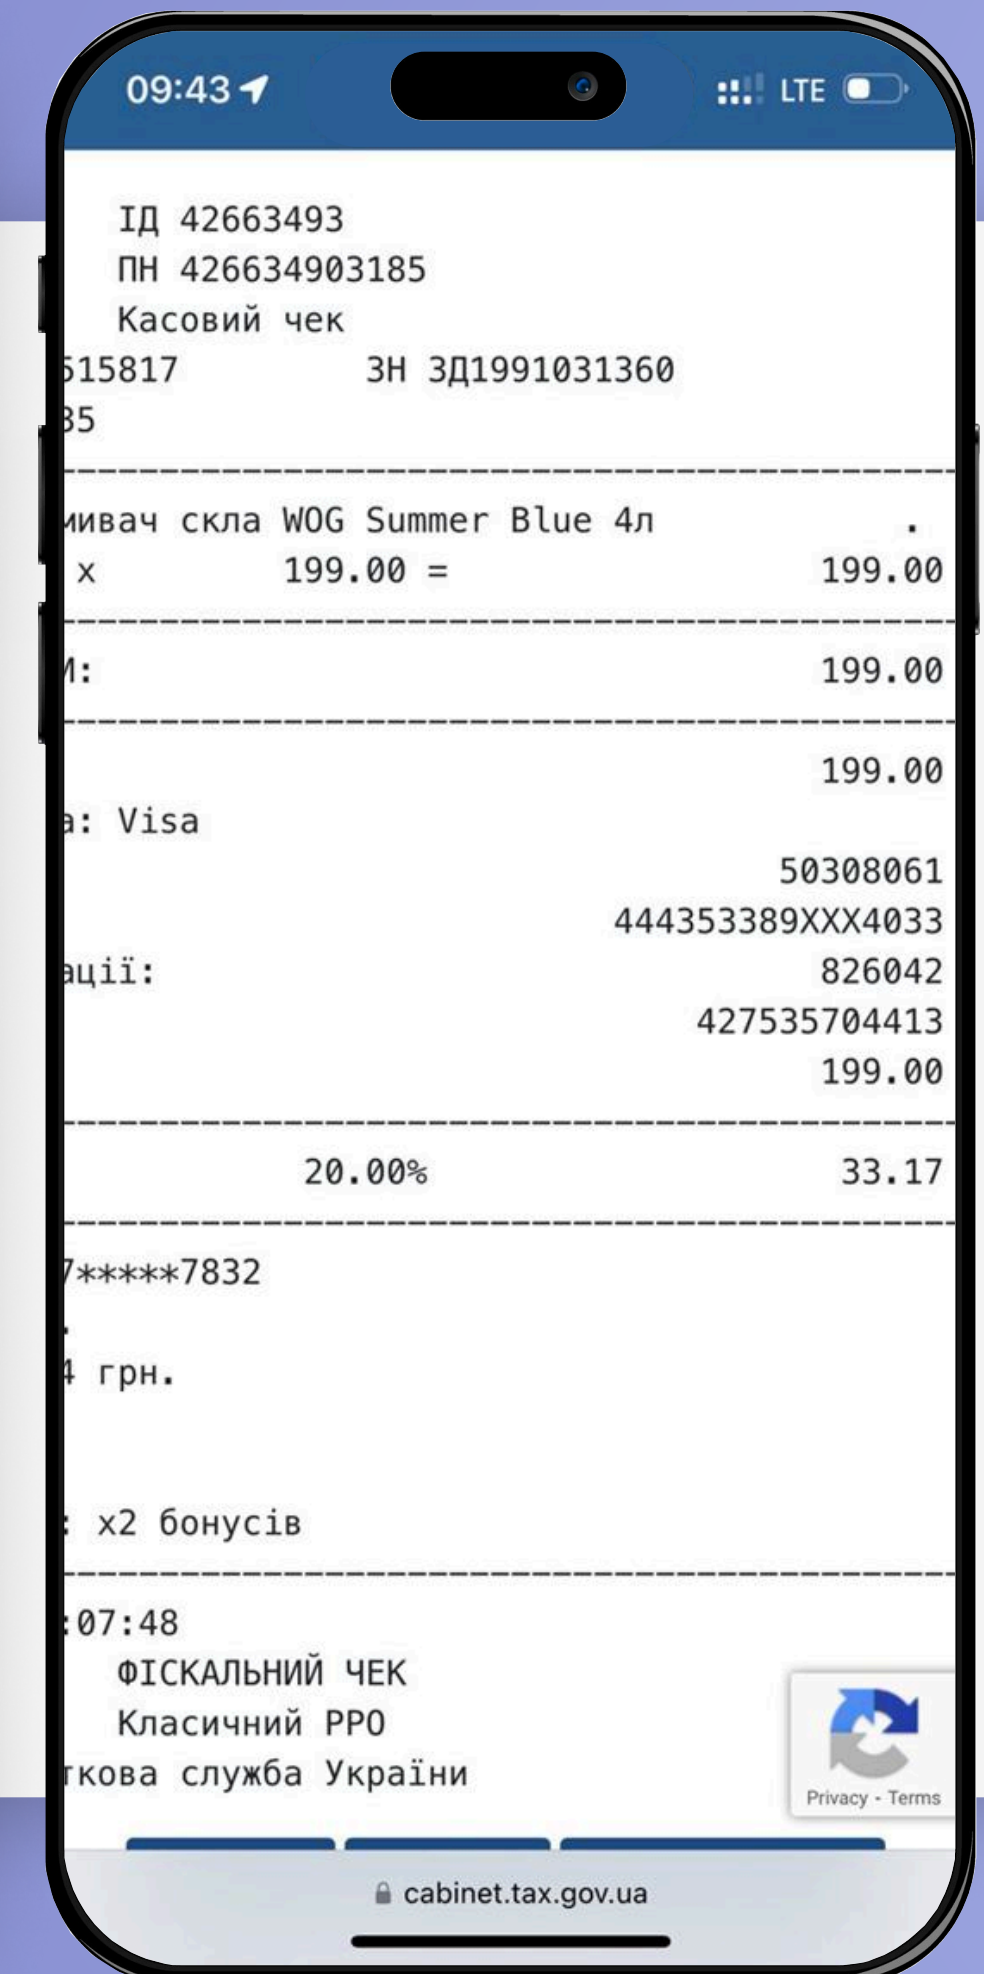 09:43
LTE
ІД 42663493
ПН 426634903185
Касовий чек
515817 ЗН ЗД1991031360
35
мивач скла WOG Summer Blue 4л .
x 199.00 = 199.00
И: 199.00
199.00
а: Visa
50308061
444353389XXX4033
ації: 826042
427535704413
199.00
20.00% 33.17
7*****7832
.
4 грн.
: x2 бонусів
:07:48
ФІСКАЛЬНИЙ ЧЕК
Класичний РРО
ткова служба України
Privacy - Terms
cabinet.tax.gov.ua